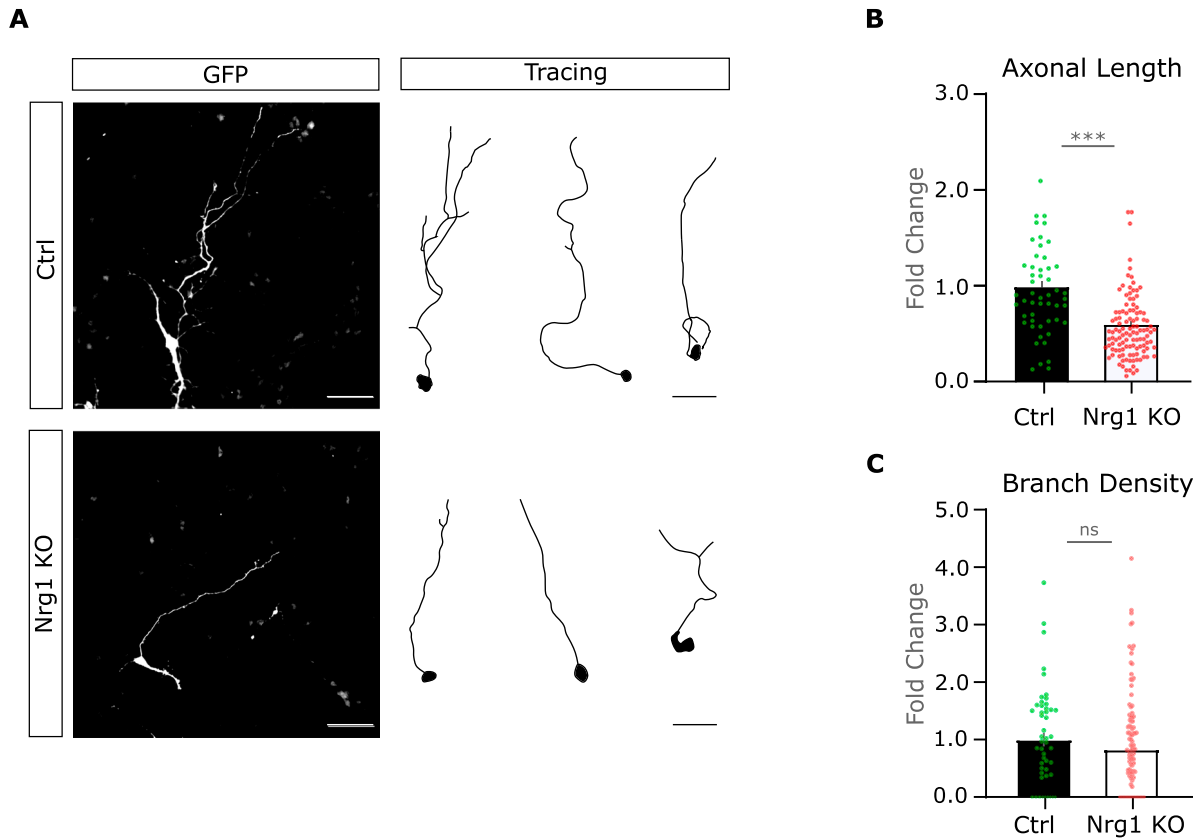 A
GFP
Tracing
Ctrl
Nrg1 KO
B
Axonal Length
Fold Change
3.0
2.0
1.0
0.0
***
Ctrl
Nrg1 KO
C
Branch Density
Fold Change
5.0
4.0
3.0
2.0
1.0
0.0
ns
Ctrl
Nrg1 KO